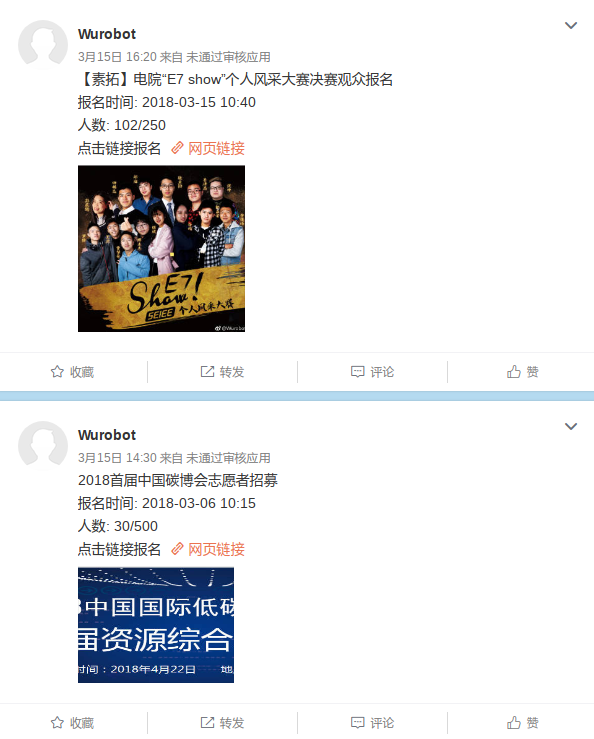 Wurobot
3月15日 16:20 来自 未通过审核应用
【素拓】电院“E7 show”个人风采大赛决赛观众报名
报名时间: 2018-03-15 10:40
人数: 102/250
点击链接报名 网页链接
E7
Show!
SEIEE 个人风采大赛
@Wurobot
收藏 转发 评论 赞
Wurobot
3月15日 14:30 来自 未通过审核应用
2018首届中国碳博会志愿者招募
报名时间: 2018-03-06 10:15
人数: 30/500
点击链接报名 网页链接
中国国际低碳
届资源综合
时间：2018年4月22日 地
收藏 转发 评论 赞